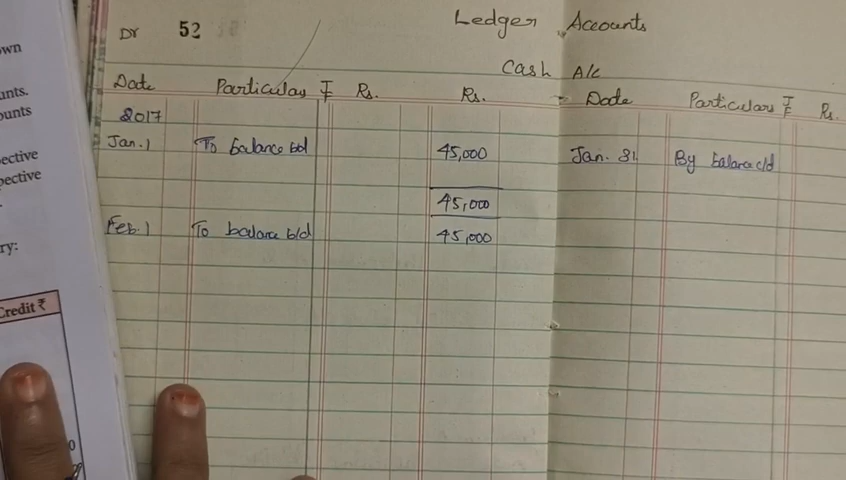 Ledger Accounts
Dr 52
Cash A/c
Date Particulars J/F Rs. Rs. Date Particulars J/F Rs.
2017
Jan. 1 To balance b/d 45,000 Jan. 31 By balance c/d
45,000
Feb. 1 To balance b/d 45,000
own
unts.
ounts
ective
pective
ry:
Credit ₹